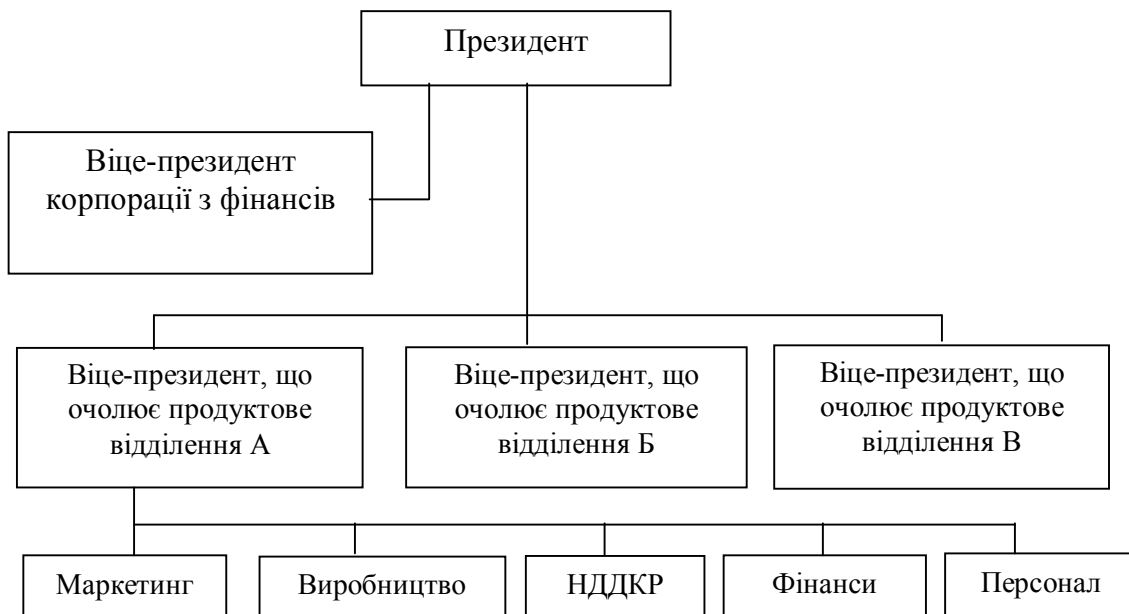 Президент
Віце-президент
корпорації з фінансів
Віце-президент, що
очолює продуктове
відділення А
Віце-президент, що
очолює продуктове
відділення Б
Віце-президент, що
очолює продуктове
відділення В
Маркетинг
Виробництво
НДДКР
Фінанси
Персонал